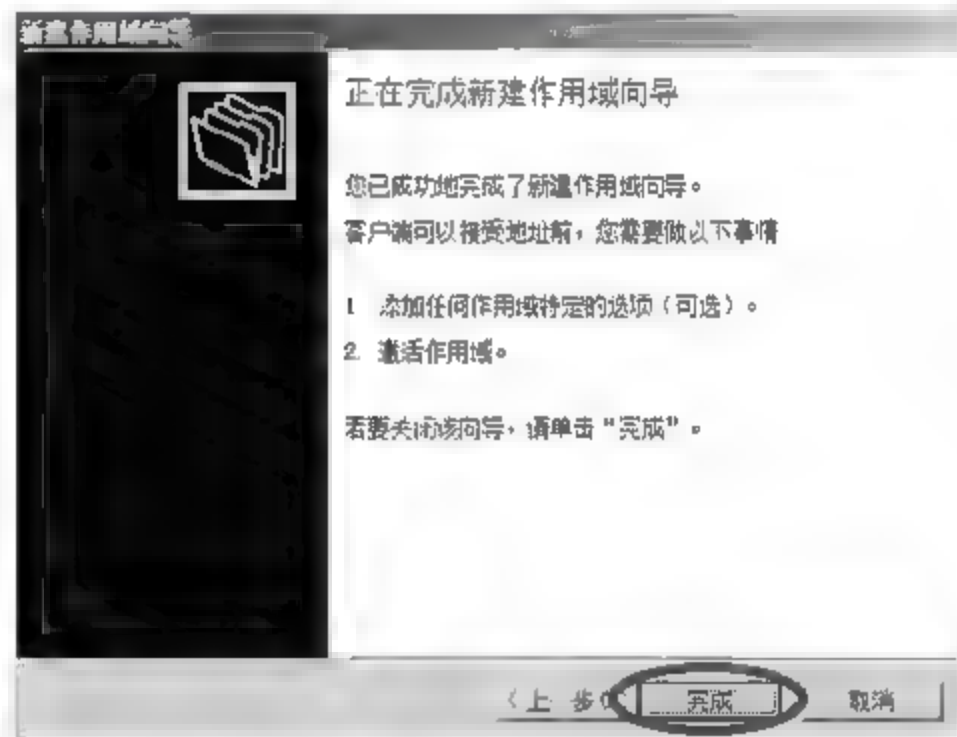 新建作用域向导
正在完成新建作用域向导
您已成功地完成了新建作用域向导。
客户端可以接受地址前，您需要做以下事情
1 添加任何作用域特定的选项（可选）。
2. 激活作用域。
若要关闭该向导，请单击“完成”。
<上一步 完成 取消